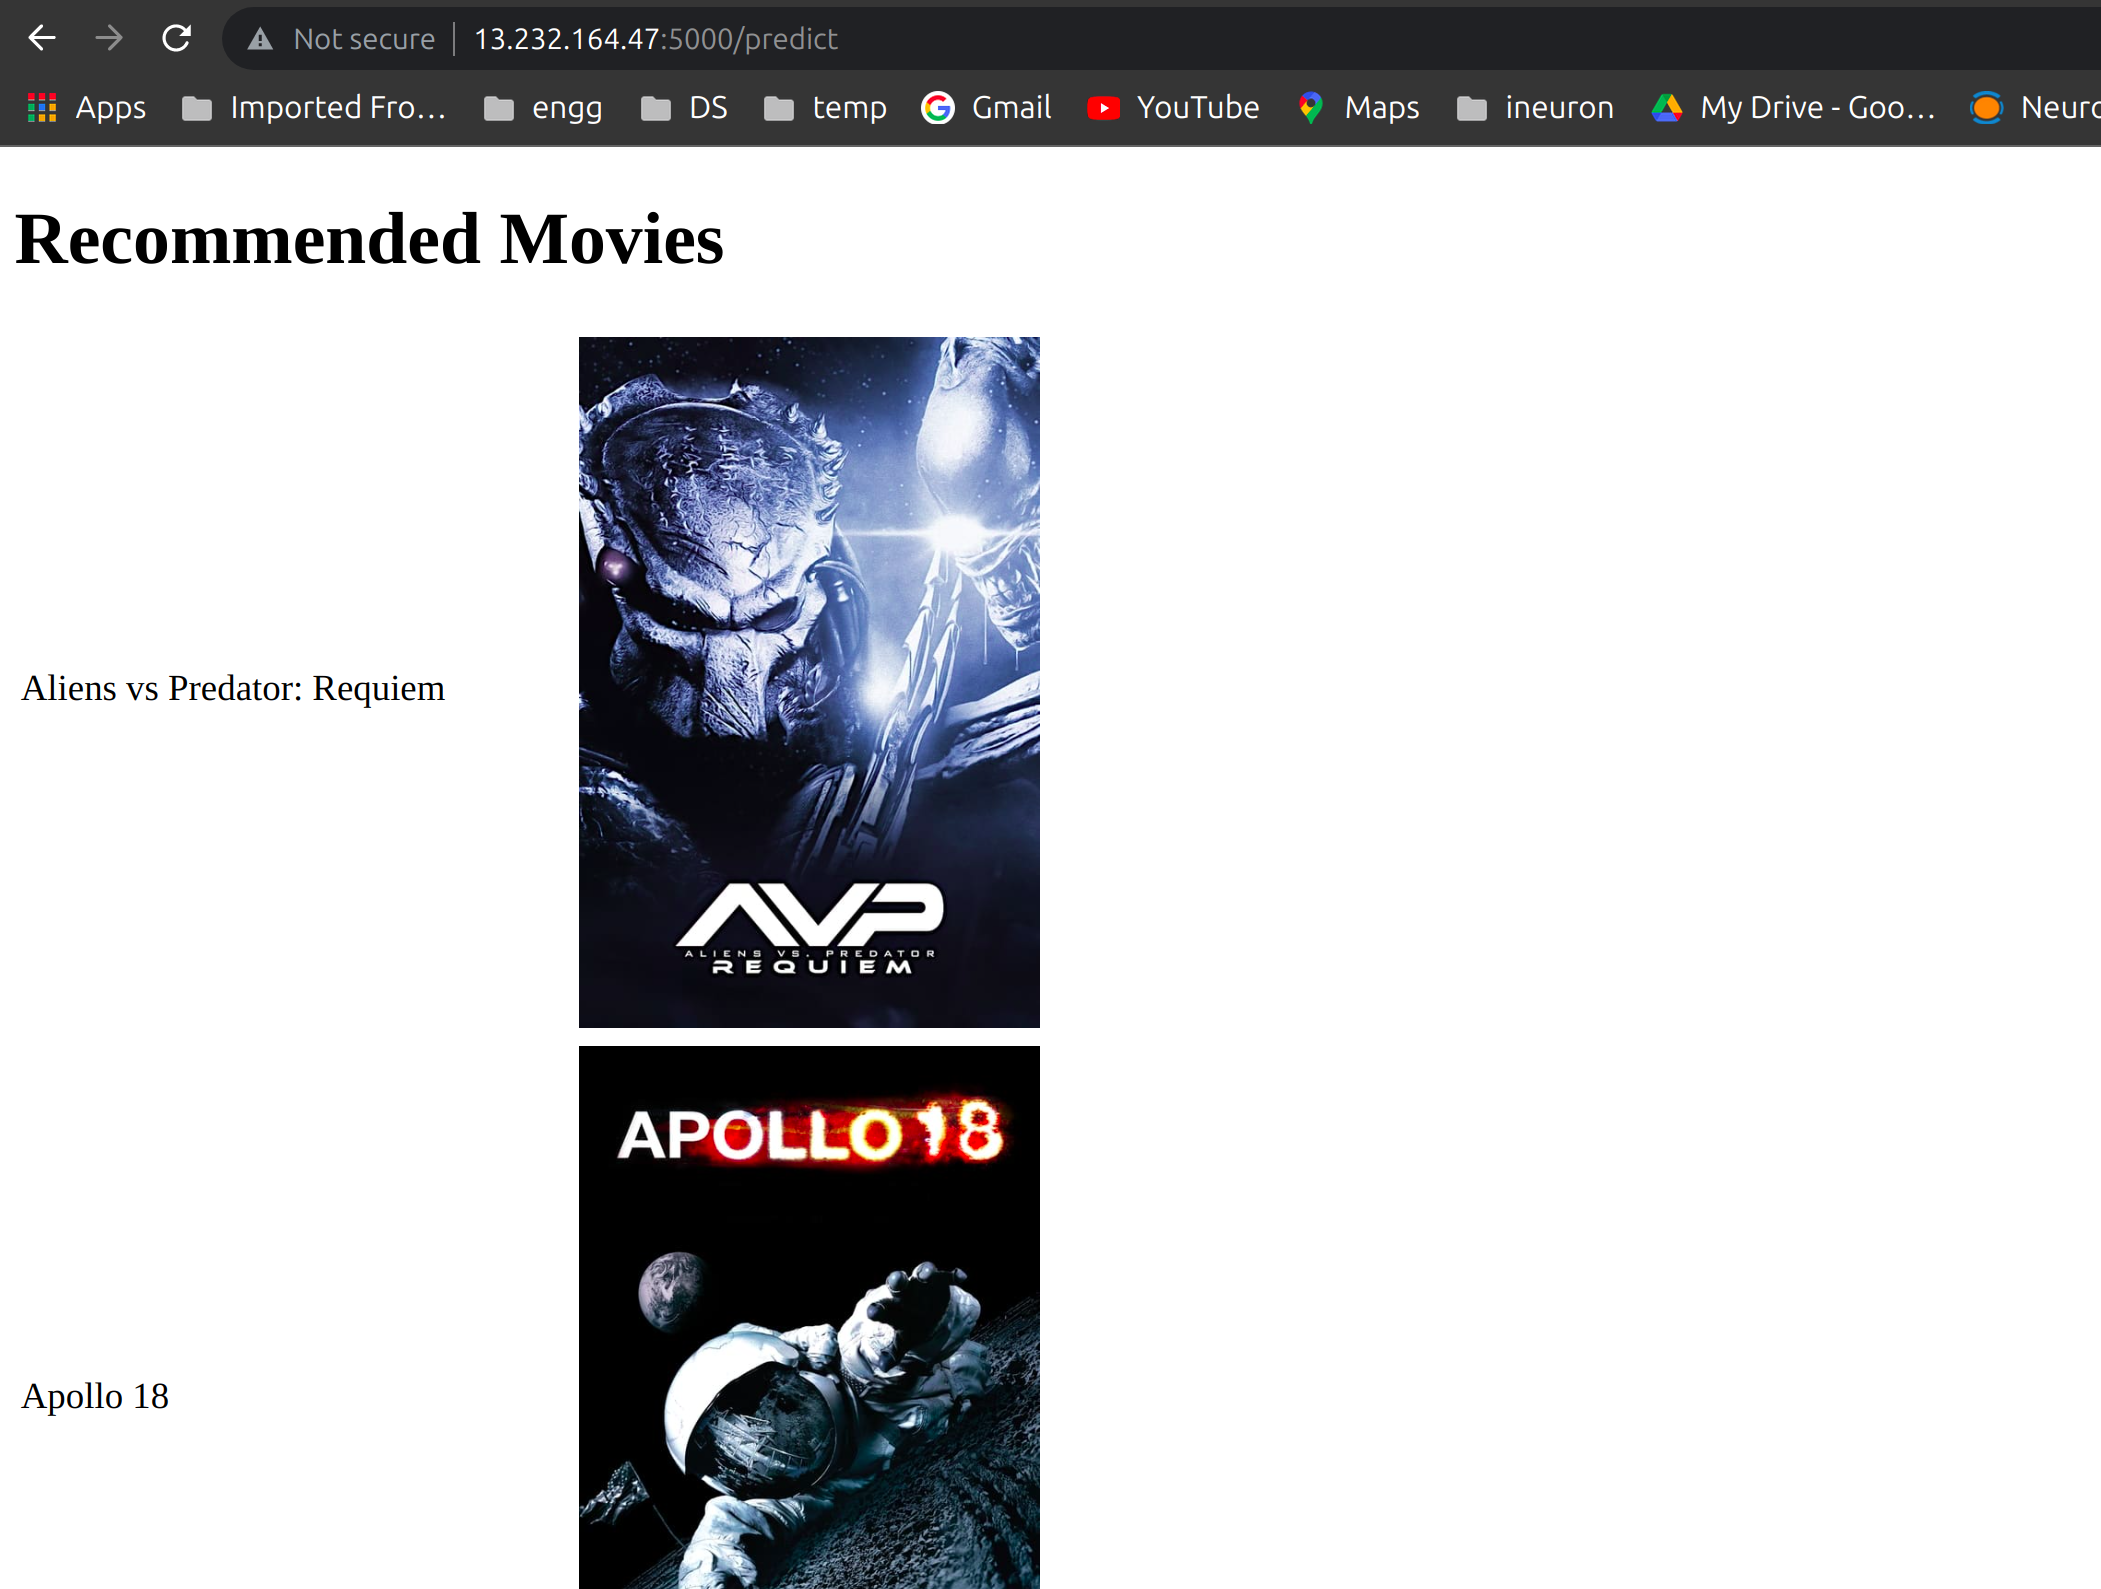 Not secure | 13.232.164.47:5000/predict
Apps Imported Fro... engg DS temp Gmail YouTube Maps ineuron My Drive - Goo... Neuro
Recommended Movies
Aliens vs Predator: Requiem
AVP
ALIENS VS. PREDATOR
REQUIEM
APOLLO 18
Apollo 18